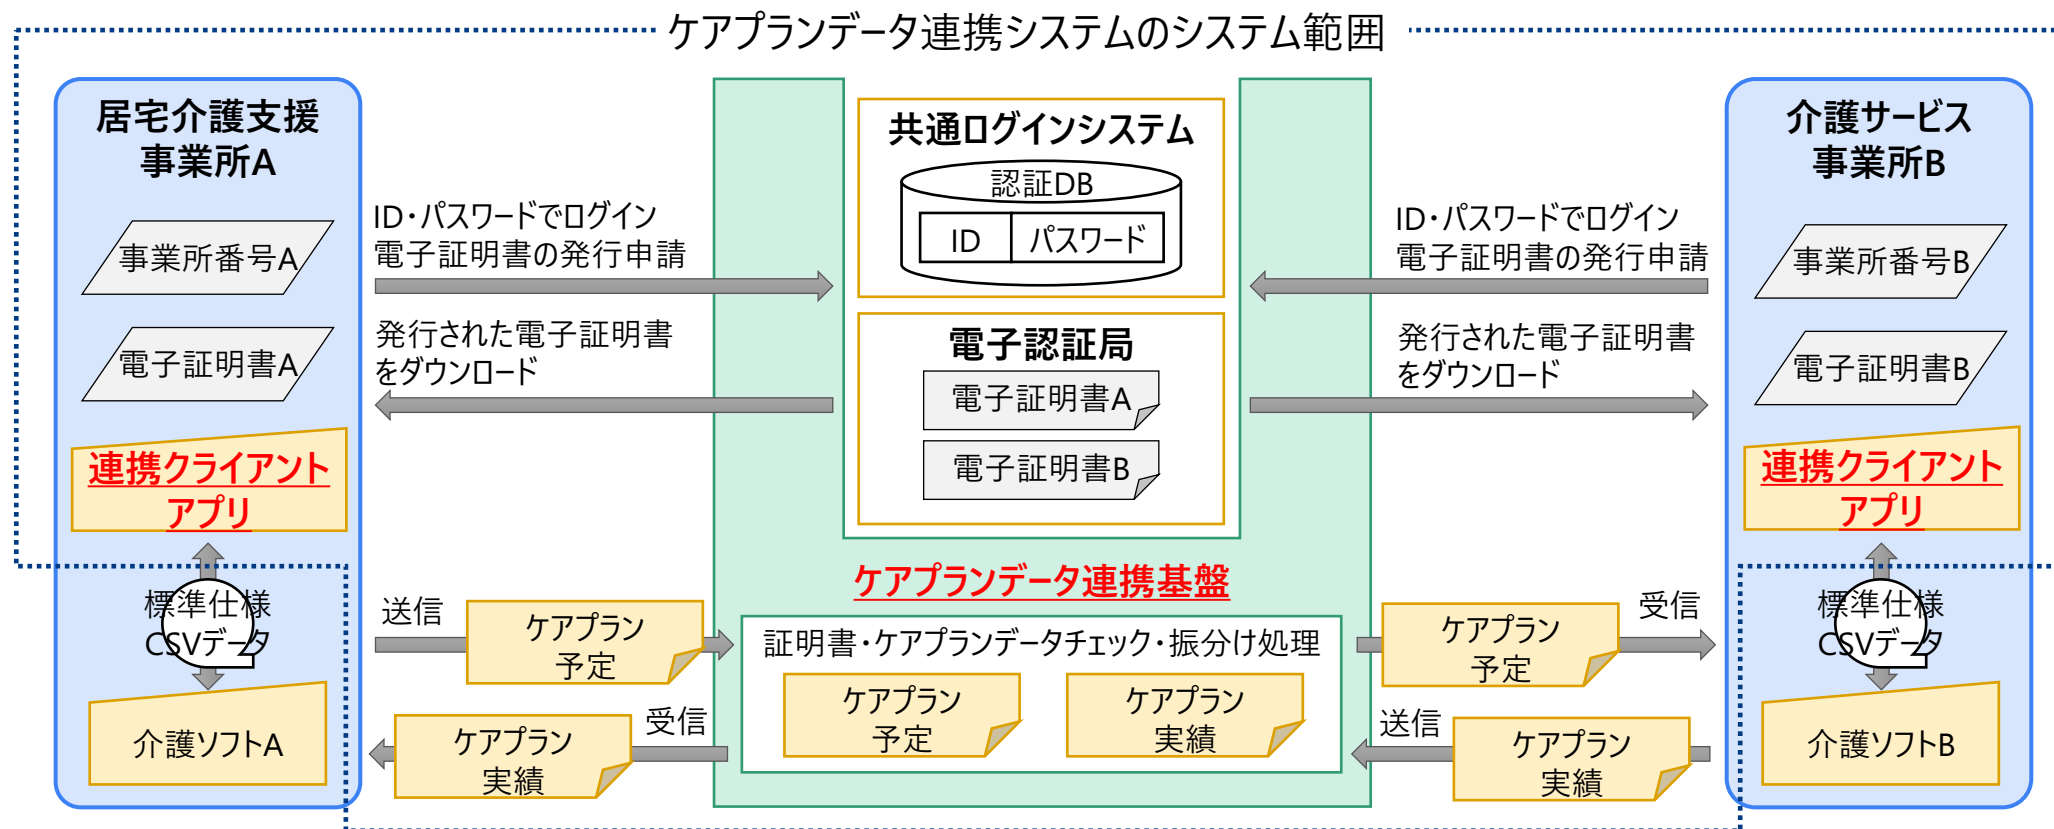 ケアプランデータ連携システムのシステム範囲
居宅介護支援
事業所A
事業所番号A
電子証明書A
連携クライアント
アプリ
標準仕様
CSVデータ
介護ソフトA
ID・パスワードでログイン
電子証明書の発行申請
発行された電子証明書
をダウンロード
送信
ケアプラン
予定
受信
ケアプラン
実績
共通ログインシステム
認証DB
ID
パスワード
電子認証局
電子証明書A
電子証明書B
ケアプランデータ連携基盤
証明書・ケアプランデータチェック・振分け処理
ケアプラン
予定
ケアプラン
実績
ID・パスワードでログイン
電子証明書の発行申請
発行された電子証明書
をダウンロード
ケアプラン
予定
受信
送信
ケアプラン
実績
介護サービス
事業所B
事業所番号B
電子証明書B
連携クライアント
アプリ
標準仕様
CSVデータ
介護ソフトB